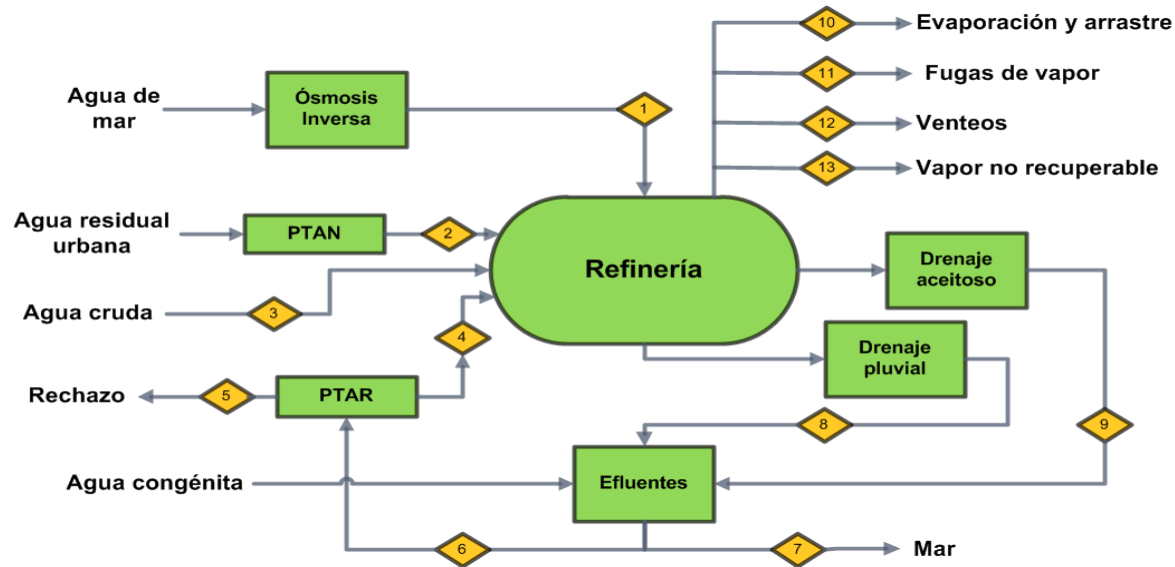 10
Evaporación y arrastre
11
Fugas de vapor
12
Venteos
13
Vapor no recuperable
Agua de
mar
Ósmosis
Inversa
1
Agua residual
urbana
PTAN
2
Refinería
Drenaje
aceitoso
Agua cruda
3
4
Drenaje
pluvial
Rechazo
5
PTAR
8
9
Agua congénita
Efluentes
6
7
Mar